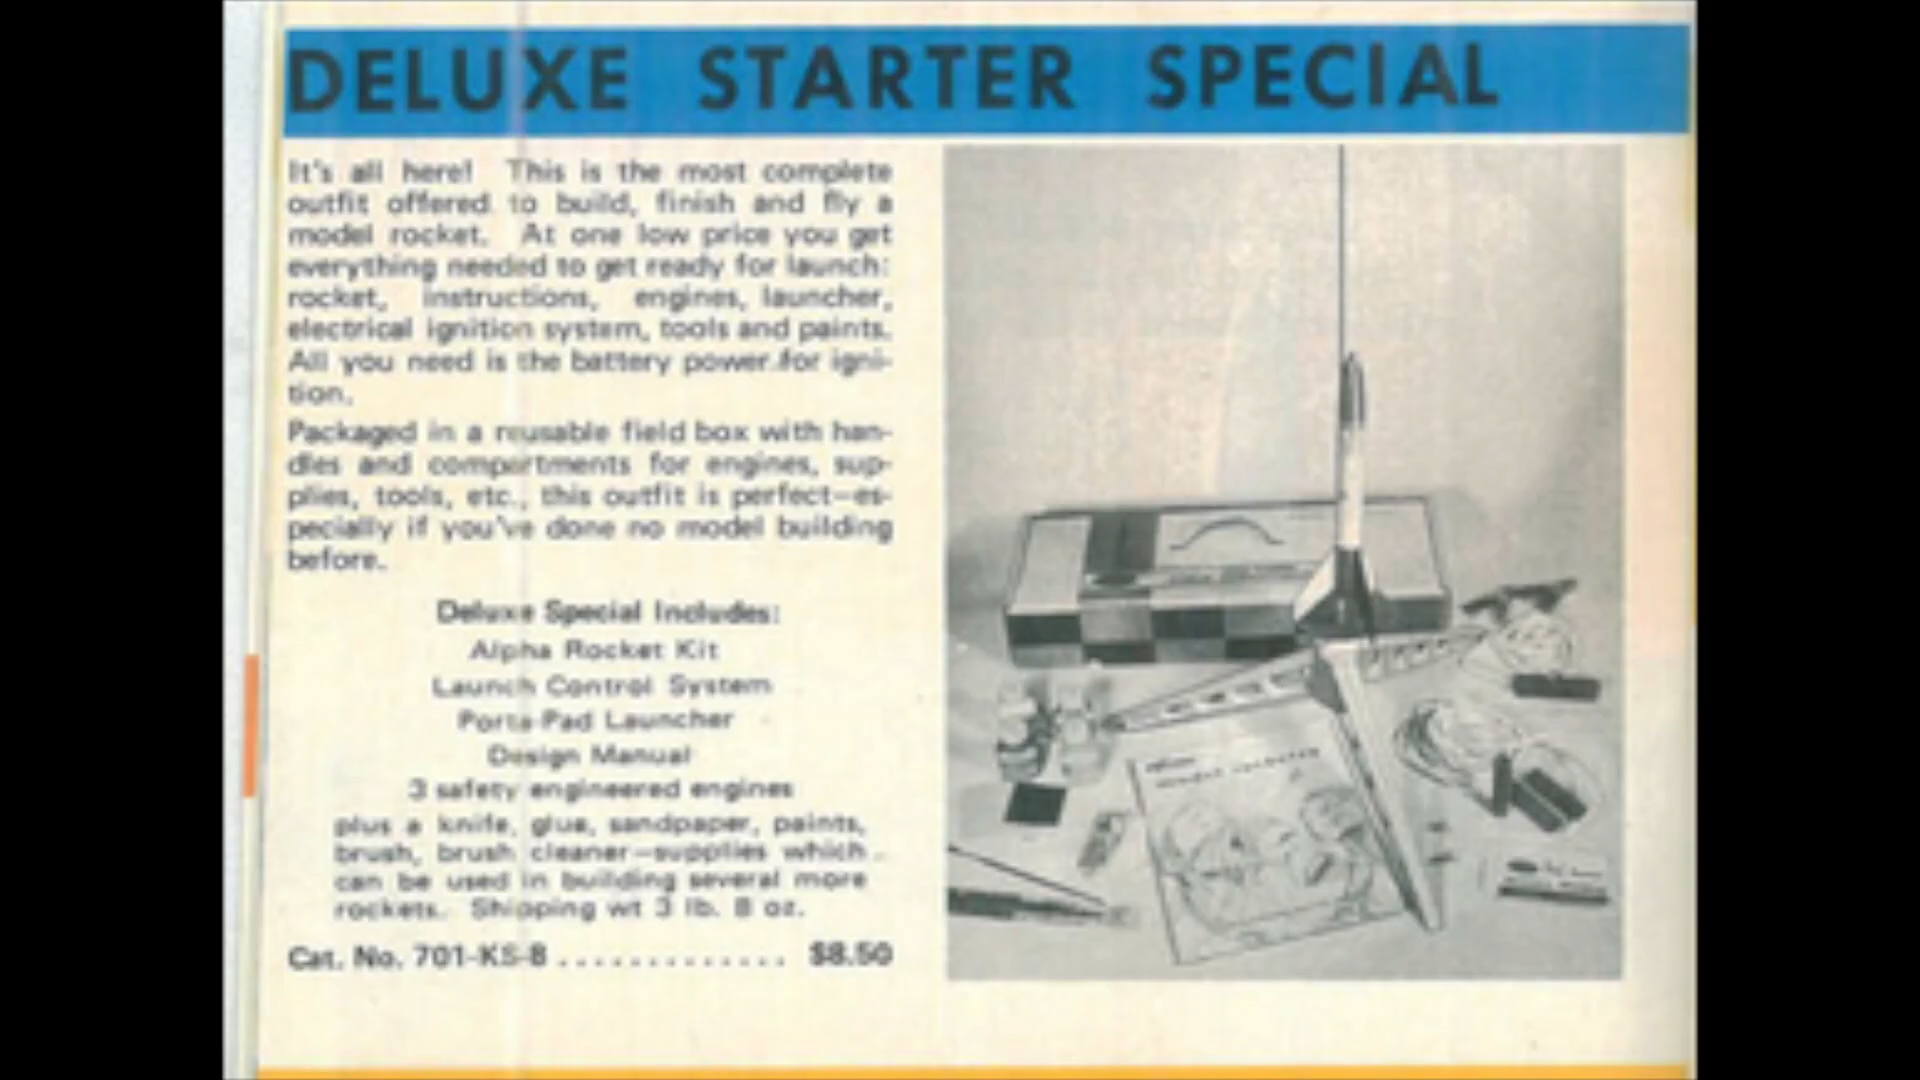 DELUXE STARTER SPECIAL
It's all here! This is the most complete
outfit offered to build, finish and fly a
model rocket. At one low price you get
everything needed to get ready for launch:
rocket, instructions, engines, launcher,
electrical ignition system, tools and paints.
All you need is the battery power for igni-
tion.
Packaged in a reusable field box with han-
dles and compartments for engines, sup-
plies, tools, etc., this outfit is perfect—es-
pecially if you've done no model building
before.
Deluxe Special Includes:
Alpha Rocket Kit
Launch Control System
Porta-Pad Launcher
Design Manual
3 safety engineered engines
plus a knife, glue, sandpaper, paints,
brush, brush cleaner—supplies which
can be used in building several more
rockets. Shipping wt 3 lb. 8 oz.
Cat. No. 701-KS-8 ............. $8.50